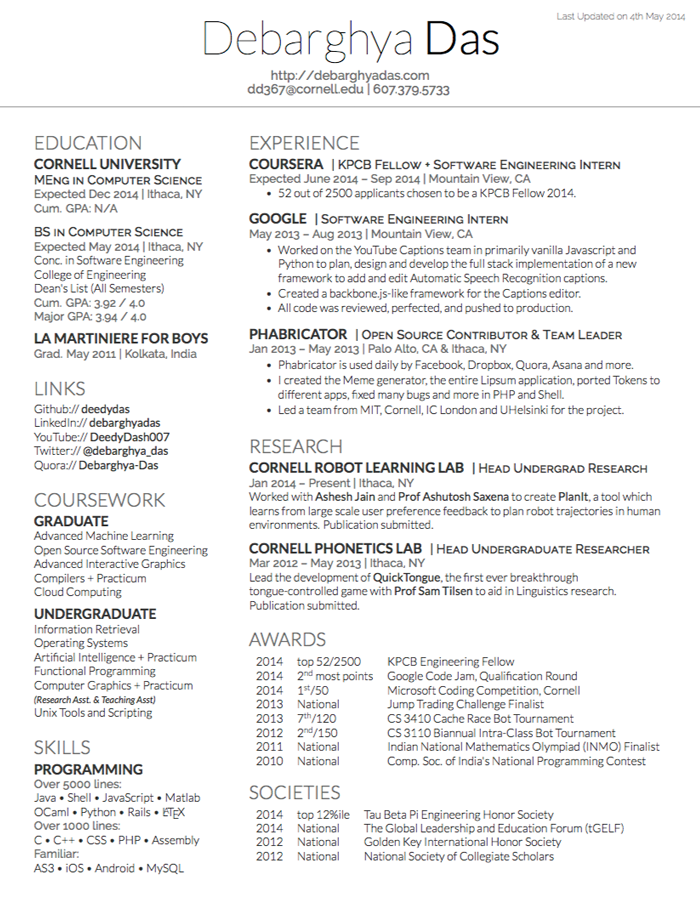 Last Updated on 4th May 2014
Debarghya Das
http://debarghyadas.com
dd367@cornell.edu | 607.379.5733
EDUCATION
CORNELL UNIVERSITY
MEng in Computer Science
Expected Dec 2014 | Ithaca, NY
Cum. GPA: N/A
BS in Computer Science
Expected May 2014 | Ithaca, NY
Conc. in Software Engineering
College of Engineering
Dean's List (All Semesters)
Cum. GPA: 3.92 / 4.0
Major GPA: 3.94 / 4.0
LA MARTINIERE FOR BOYS
Grad. May 2011 | Kolkata, India
LINKS
Github:// deedydas
LinkedIn:// debarghyadas
YouTube:// DeedyDash007
Twitter:// @debarghya_das
Quora:// Debarghya-Das
COURSEWORK
GRADUATE
Advanced Machine Learning
Open Source Software Engineering
Advanced Interactive Graphics
Compilers + Practicum
Cloud Computing
UNDERGRADUATE
Information Retrieval
Operating Systems
Artificial Intelligence + Practicum
Functional Programming
Computer Graphics + Practicum
(Research Asst. & Teaching Asst)
Unix Tools and Scripting
SKILLS
PROGRAMMING
Over 5000 lines:
Java • Shell • JavaScript • Matlab
OCaml • Python • Rails • LATEX
Over 1000 lines:
C • C++ • CSS • PHP • Assembly
Familiar:
AS3 • iOS • Android • MySQL
EXPERIENCE
COURSERA | KPCB Fellow + Software Engineering Intern
Expected June 2014 – Sep 2014 | Mountain View, CA
• 52 out of 2500 applicants chosen to be a KPCB Fellow 2014.
GOOGLE | Software Engineering Intern
May 2013 – Aug 2013 | Mountain View, CA
• Worked on the YouTube Captions team in primarily vanilla Javascript and
Python to plan, design and develop the full stack implementation of a new
framework to add and edit Automatic Speech Recognition captions.
• Created a backbone.js-like framework for the Captions editor.
• All code was reviewed, perfected, and pushed to production.
PHABRICATOR | Open Source Contributor & Team Leader
Jan 2013 – May 2013 | Palo Alto, CA & Ithaca, NY
• Phabricator is used daily by Facebook, Dropbox, Quora, Asana and more.
• I created the Meme generator, the entire Lipsum application, ported Tokens to
different apps, fixed many bugs and more in PHP and Shell.
• Led a team from MIT, Cornell, IC London and UHelsinki for the project.
RESEARCH
CORNELL ROBOT LEARNING LAB | Head Undergrad Research
Jan 2014 – Present | Ithaca, NY
Worked with Ashesh Jain and Prof Ashutosh Saxena to create PlanIt, a tool which
learns from large scale user preference feedback to plan robot trajectories in human
environments. Publication submitted.
CORNELL PHONETICS LAB | Head Undergraduate Researcher
Mar 2012 – May 2013 | Ithaca, NY
Lead the development of QuickTongue, the first ever breakthrough
tongue-controlled game with Prof Sam Tilsen to aid in Linguistics research.
Publication submitted.
AWARDS
2014 top 52/2500 KPCB Engineering Fellow
2014 2nd most points Google Code Jam, Qualification Round
2014 1st/50 Microsoft Coding Competition, Cornell
2013 National Jump Trading Challenge Finalist
2013 7th/120 CS 3410 Cache Race Bot Tournament
2012 2nd/150 CS 3110 Biannual Intra-Class Bot Tournament
2011 National Indian National Mathematics Olympiad (INMO) Finalist
2010 National Comp. Soc. of India's National Programming Contest
SOCIETIES
2014 top 12%ile Tau Beta Pi Engineering Honor Society
2014 National The Global Leadership and Education Forum (tGELF)
2012 National Golden Key International Honor Society
2012 National National Society of Collegiate Scholars